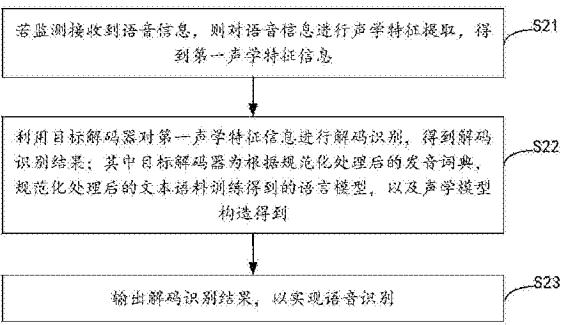 若监测接收到语音信息，则对语音信息进行声学特征提取，得
到第一声学特征信息
S21
利用目标解码器对第一声学特征信息进行解码识别，得到解码
识别结果；其中目标解码器为根据规范化处理后的发音词典，
规范化处理后的文本语料训练得到的语言模型，以及声学模型
构造得到
S22
输出解码识别结果，以实现语音识别
S23